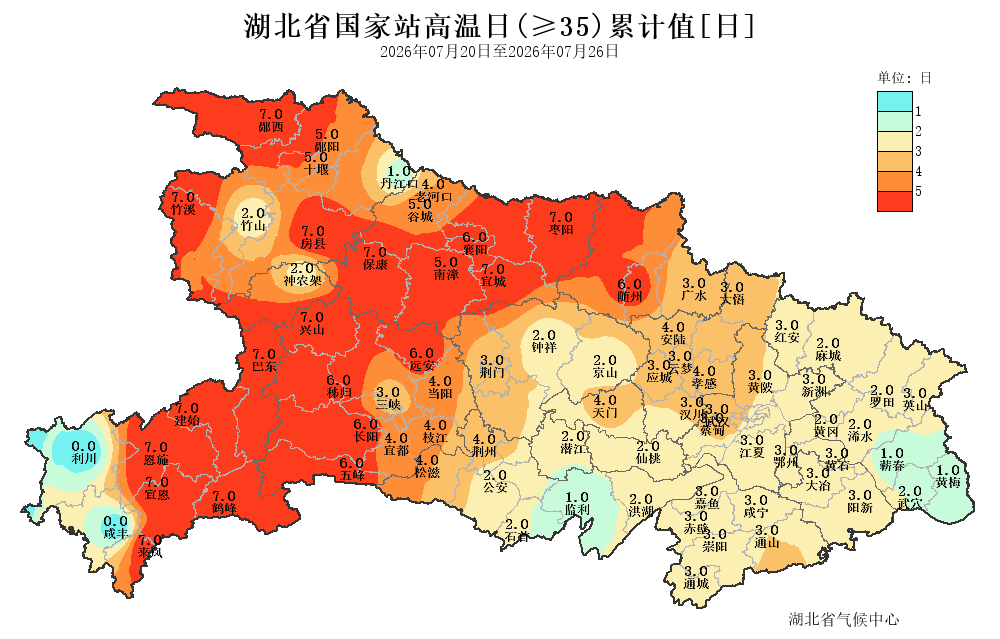 湖北省国家站高温日(≥35)累计值[日]
2026年07月20日至2026年07月26日
单位: 日
1
2
3
4
5
7.0
郧西
5.0
郧阳
5.0
十堰
1.0
丹江口
4.0
老河口
5.0
谷城
7.0
竹溪
2.0
竹山
7.0
房县
7.0
保康
6.0
襄阳
7.0
枣阳
5.0
南漳
7.0
宜城
2.0
神农架
6.0
随州
3.0
广水
3.0
大悟
7.0
兴山
4.0
安陆
3.0
红安
2.0
麻城
7.0
巴东
6.0
远安
3.0
荆门
2.0
钟祥
2.0
京山
3.0
应城
3.0
云梦
4.0
孝感
3.0
黄陂
3.0
新洲
6.0
秭归
3.0
三峡
4.0
当阳
4.0
天门
3.0
汉川
3.0
蔡甸
2.0
罗田
3.0
英山
7.0
建始
6.0
长阳
4.0
宜都
4.0
枝江
4.0
荆州
2.0
潜江
2.0
仙桃
3.0
江夏
3.0
鄂州
2.0
黄冈
2.0
浠水
0.0
利川
7.0
恩施
6.0
五峰
4.0
松滋
2.0
公安
3.0
黄石
3.0
大冶
1.0
蕲春
1.0
黄梅
7.0
宣恩
7.0
鹤峰
1.0
监利
2.0
洪湖
3.0
嘉鱼
3.0
咸宁
3.0
阳新
2.0
武穴
0.0
咸丰
7.0
来凤
2.0
石首
3.0
赤壁
3.0
崇阳
3.0
通山
3.0
通城
湖北省气候中心